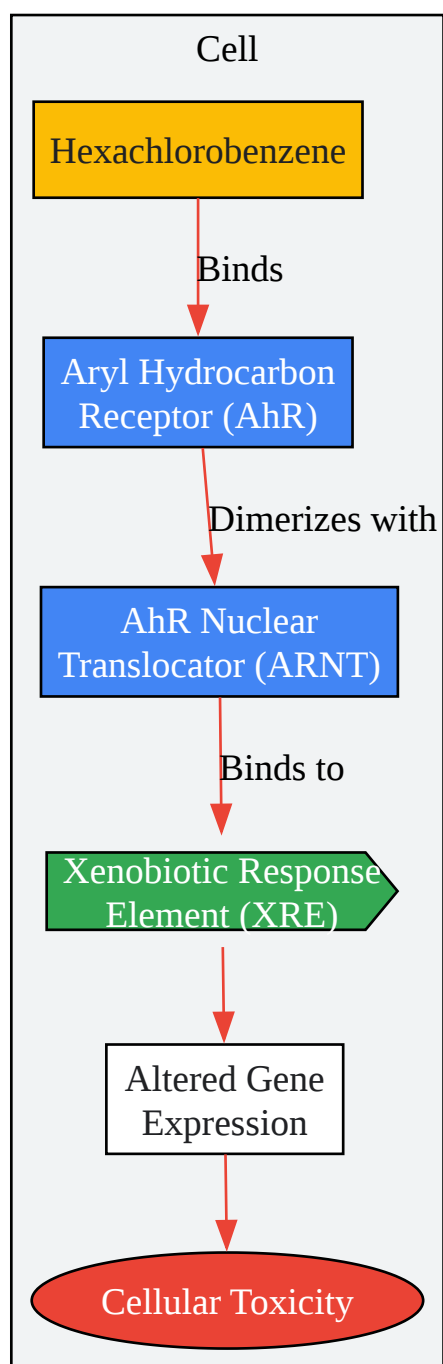 Cell
Hexachlorobenzene
Binds
Aryl Hydrocarbon
Receptor (AhR)
Dimerizes with
AhR Nuclear
Translocator (ARNT)
Binds to
Xenobiotic Response
Element (XRE)
Altered Gene
Expression
Cellular Toxicity